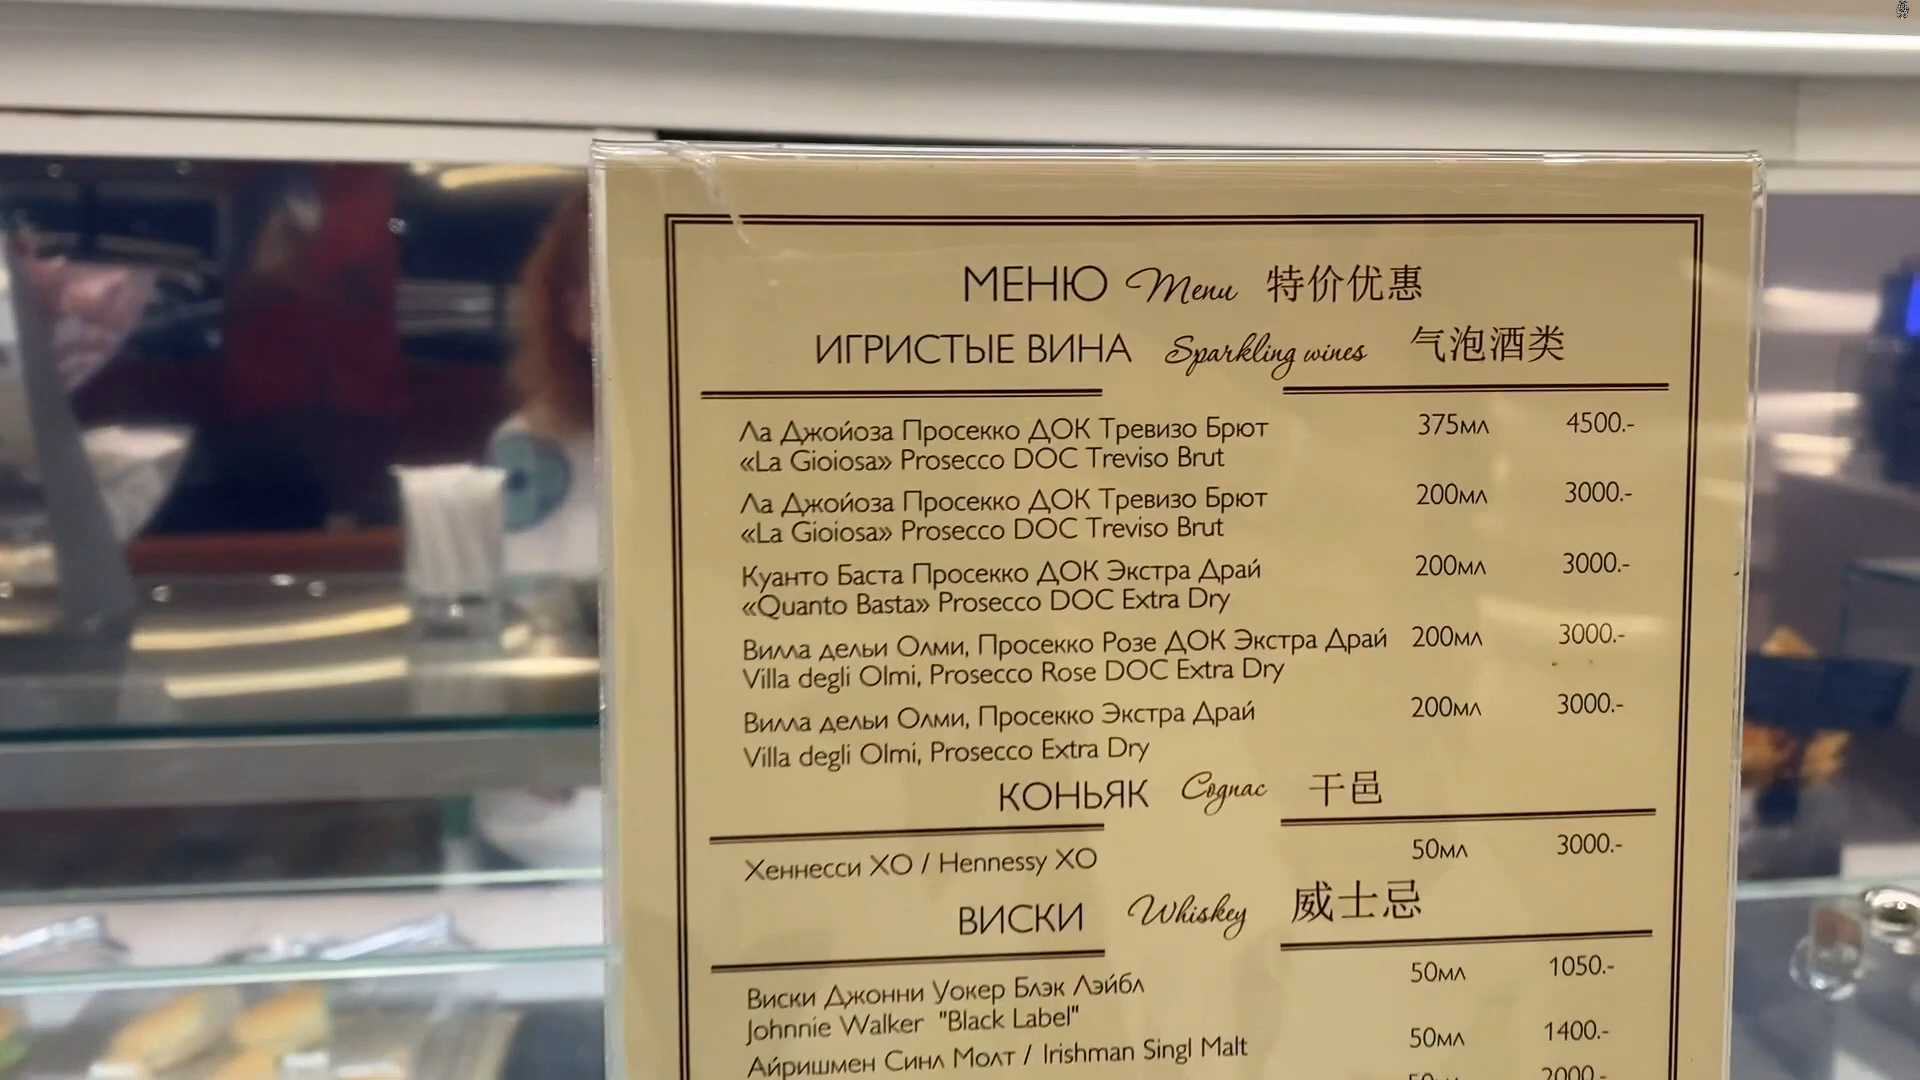 МЕНЮ Menu 特价优惠
ИГРИСТЫЕ ВИНА Sparkling wines 气泡酒类
Ла Джойоза Просекко ДОК Тревизо Брют 375мл 4500.-
«La Gioiosa» Prosecco DOC Treviso Brut
Ла Джойоза Просекко ДОК Тревизо Брют 200мл 3000.-
«La Gioiosa» Prosecco DOC Treviso Brut
Куанто Баста Просекко ДОК Экстра Драй 200мл 3000.-
«Quanto Basta» Prosecco DOC Extra Dry
Вилла дельи Олми, Просекко Розе ДОК Экстра Драй 200мл 3000.-
Villa degli Olmi, Prosecco Rose DOC Extra Dry
Вилла дельи Олми, Просекко Экстра Драй 200мл 3000.-
Villa degli Olmi, Prosecco Extra Dry
КОНЬЯК Cognac 干邑
Хеннесси XO / Hennessy XO 50мл 3000.-
ВИСКИ Whiskey 威士忌
Виски Джонни Уокер Блэк Лэйбл 50мл 1050.-
Johnnie Walker "Black Label"
Айришмен Синл Молт / Irishman Singl Malt 50мл 1400.-
2000.-